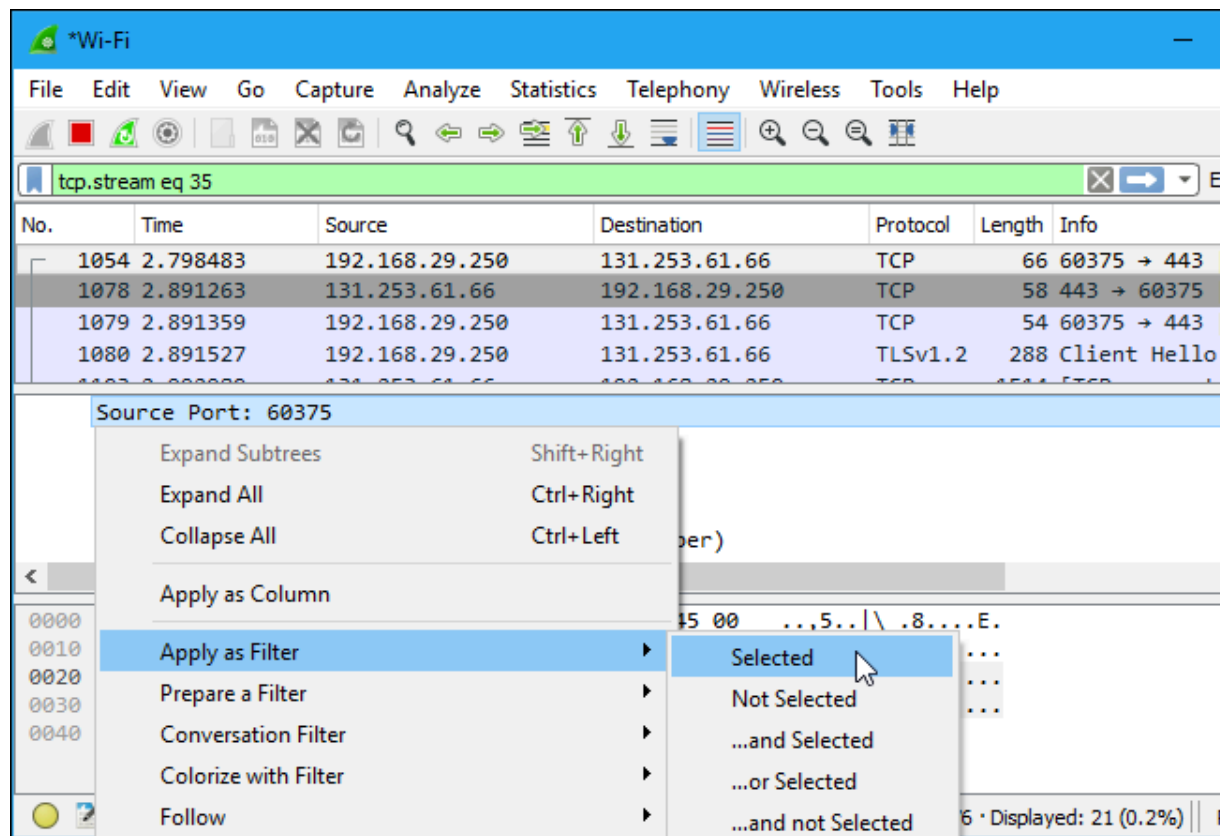 *Wi-Fi
File Edit View Go Capture Analyze Statistics Telephony Wireless Tools Help
tcp.stream eq 35
No. Time Source Destination Protocol Length Info
1054 2.798483 192.168.29.250 131.253.61.66 TCP 66 60375 → 443
1078 2.891263 131.253.61.66 192.168.29.250 TCP 58 443 → 60375
1079 2.891359 192.168.29.250 131.253.61.66 TCP 54 60375 → 443
1080 2.891527 192.168.29.250 131.253.61.66 TLSv1.2 288 Client Hello
Source Port: 60375
Expand Subtrees Shift+Right
Expand All Ctrl+Right
Collapse All Ctrl+Left
Apply as Column
0000 45 00 ..,5..|\ .8....E.
0010 Apply as Filter Selected ...
0020 Prepare a Filter Not Selected ...
0030 Conversation Filter ...and Selected ...
0040 Colorize with Filter ...or Selected
Follow ...and not Selected
Displayed: 21 (0.2%)